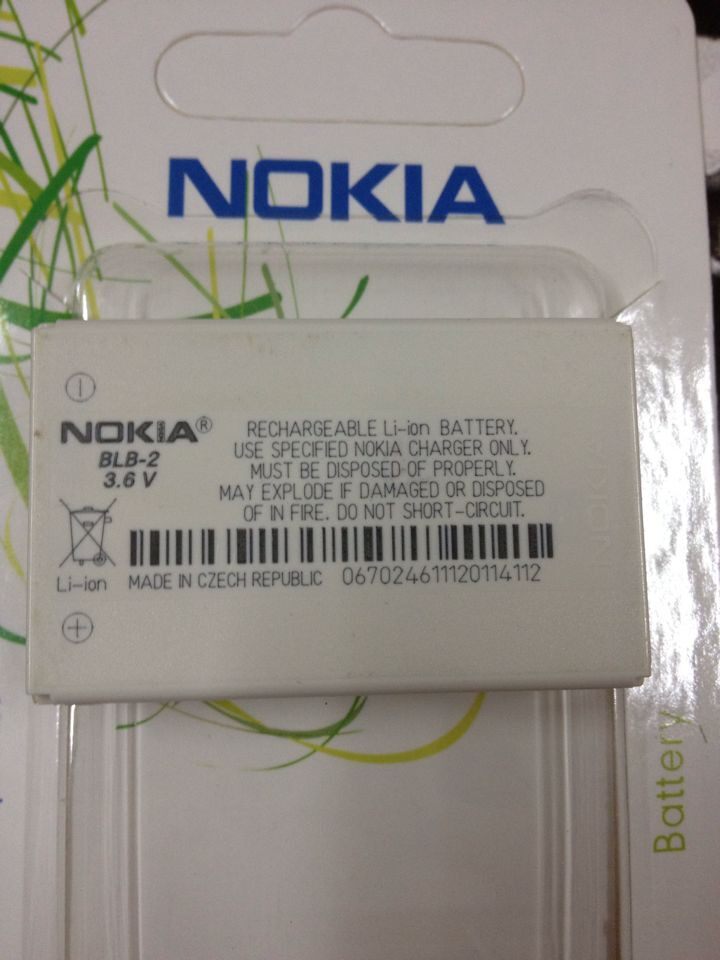 NOKIA
NOKIA®
BLB-2
3.6 V
RECHARGEABLE Li-ion BATTERY.
USE SPECIFIED NOKIA CHARGER ONLY.
MUST BE DISPOSED OF PROPERLY.
MAY EXPLODE IF DAMAGED OR DISPOSED
OF IN FIRE. DO NOT SHORT-CIRCUIT.
Li-ion
MADE IN CZECH REPUBLIC 0670246111120114112
NOKIA
Battery